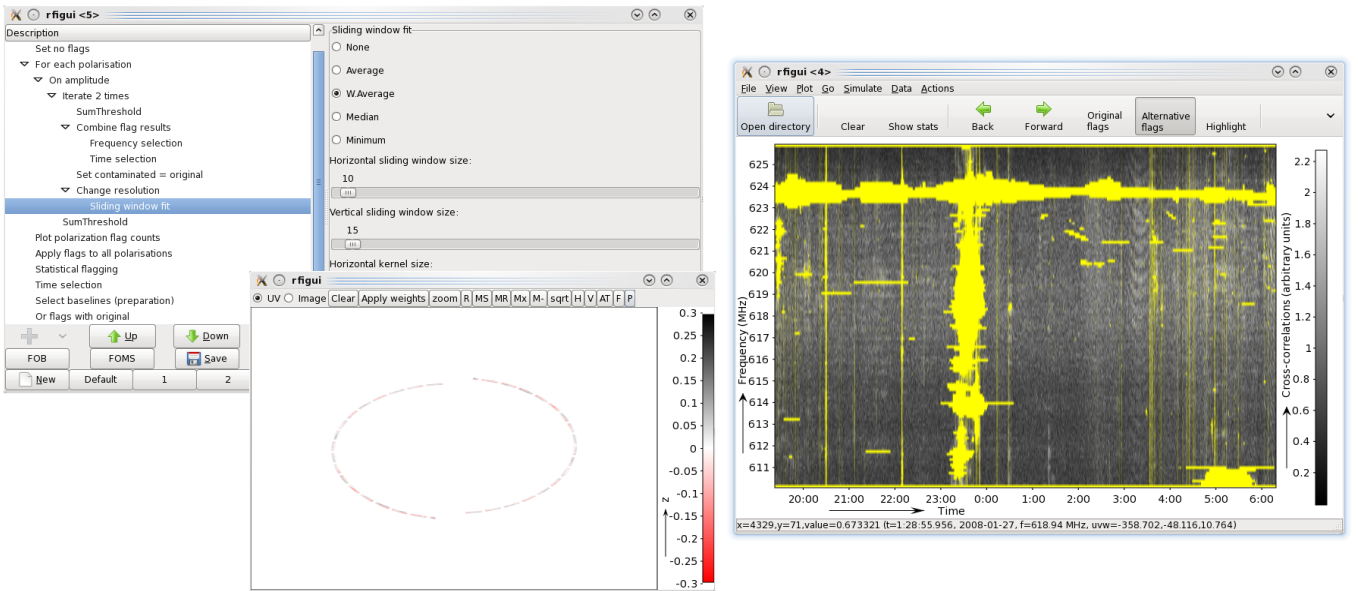 rfigui <5>
Description
Set no flags
For each polarisation
On amplitude
Iterate 2 times
SumThreshold
Combine flag results
Frequency selection
Time selection
Set contaminated = original
Change resolution
Sliding window fit
SumThreshold
Plot polarization flag counts
Apply flags to all polarisations
Statistical flagging
Time selection
Select baselines (preparation)
Or flags with original
Up
Down
FOB
FOMS
Save
New
Default
1
2
Sliding window fit
None
Average
W.Average
Median
Minimum
Horizontal sliding window size:
10
Vertical sliding window size:
15
Horizontal kernel size:
rfigui
UV Image Clear Apply weights zoom R MS MR Mx M- sqrt H V AT F P
0.3
0.25
0.2
0.15
0.1
0.05
0
-0.05
-0.1
-0.15
-0.2
-0.25
-0.3
z
rfigui <4>
File View Plot Go Simulate Data Actions
Open directory
Clear
Show stats
Back
Forward
Original
flags
Alternative
flags
Highlight
Frequency (MHz)
625
624
623
622
621
620
619
618
617
616
615
614
613
612
611
20:00 21:00 22:00 23:00 0:00 1:00 2:00 3:00 4:00 5:00 6:00
Time
Cross-correlations (arbitrary units)
2.2
2
1.8
1.6
1.4
1.2
1
0.8
0.6
0.4
0.2
x=4329,y=71,value=0.673321 (t=1:28:55.956, 2008-01-27, f=618.94 MHz, uvw=-358.702,-48.116,10.764)